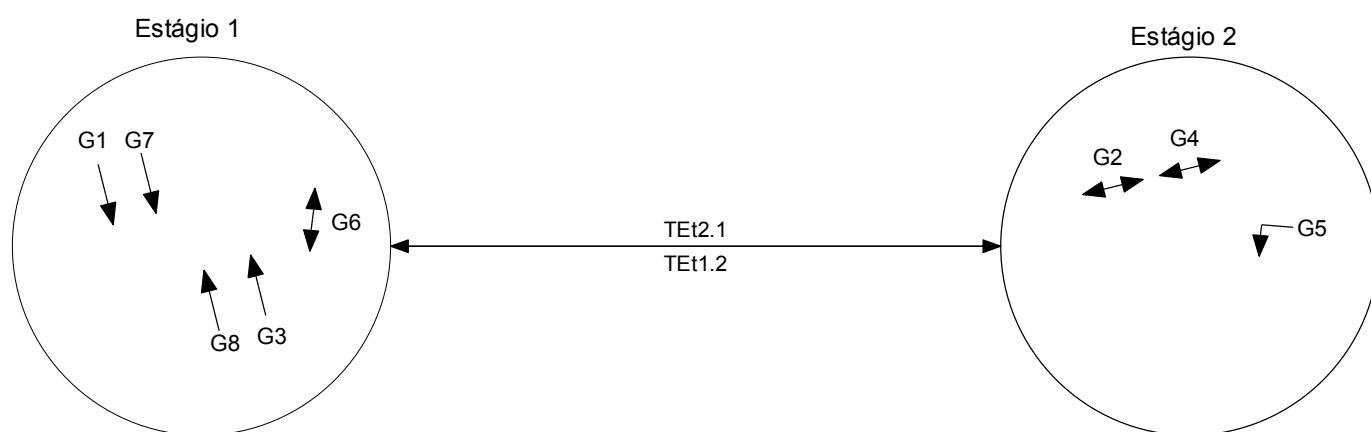 Estágio 1
G1
G7
G6
G8
G3
TEt2.1
TEt1.2
Estágio 2
G2
G4
G5